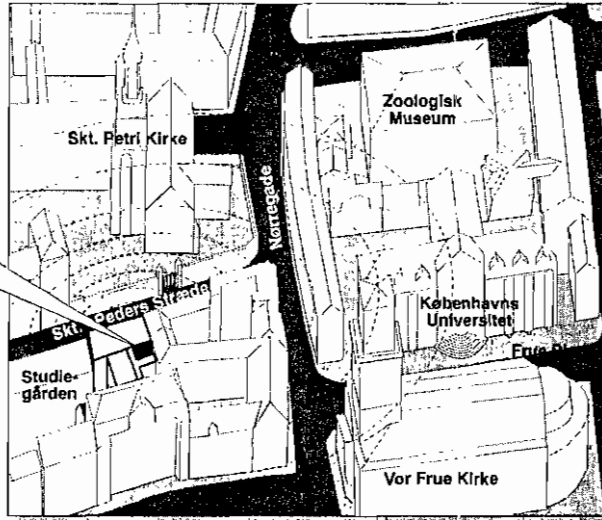 Zoologisk
Museum
Skt. Petri Kirke
Nørregade
Skt. Peders Stræde
Københavns
Universitet
Frue
Studie-
gården
Vor Frue Kirke